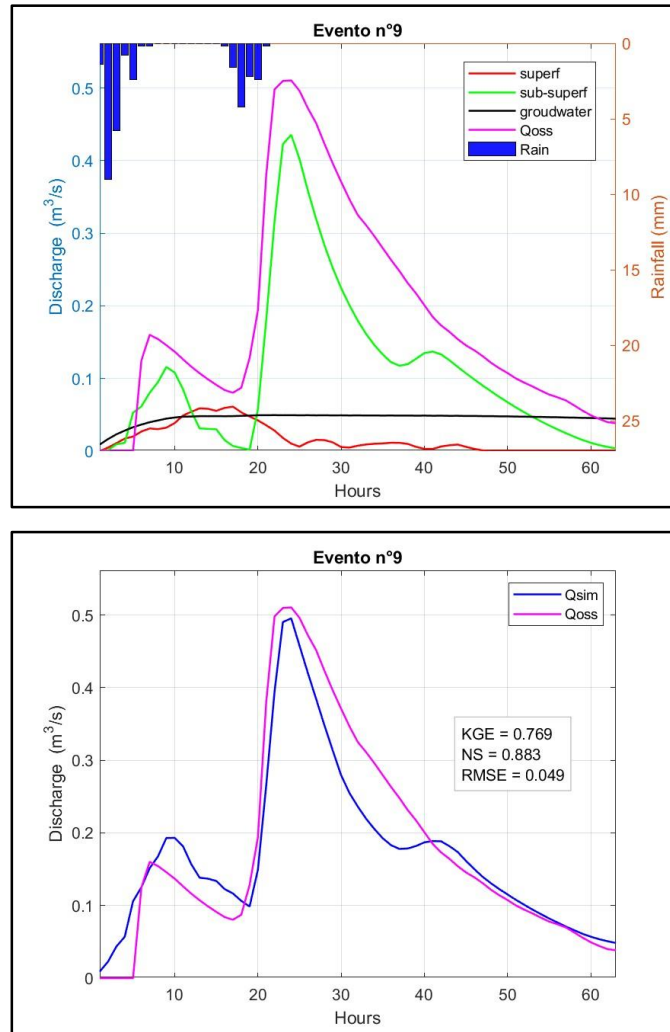 Evento n°9
0.5
0.4
0.3
0.2
0.1
0
Discharge (m³/s)
0
5
10
15
20
25
Rainfall (mm)
superf
sub-superf
groudwater
Qoss
Rain
10
20
30
40
50
60
Hours
Evento n°9
0.5
0.4
0.3
0.2
0.1
0
Discharge (m³/s)
Qsim
Qoss
KGE = 0.769
NS = 0.883
RMSE = 0.049
10
20
30
40
50
60
Hours